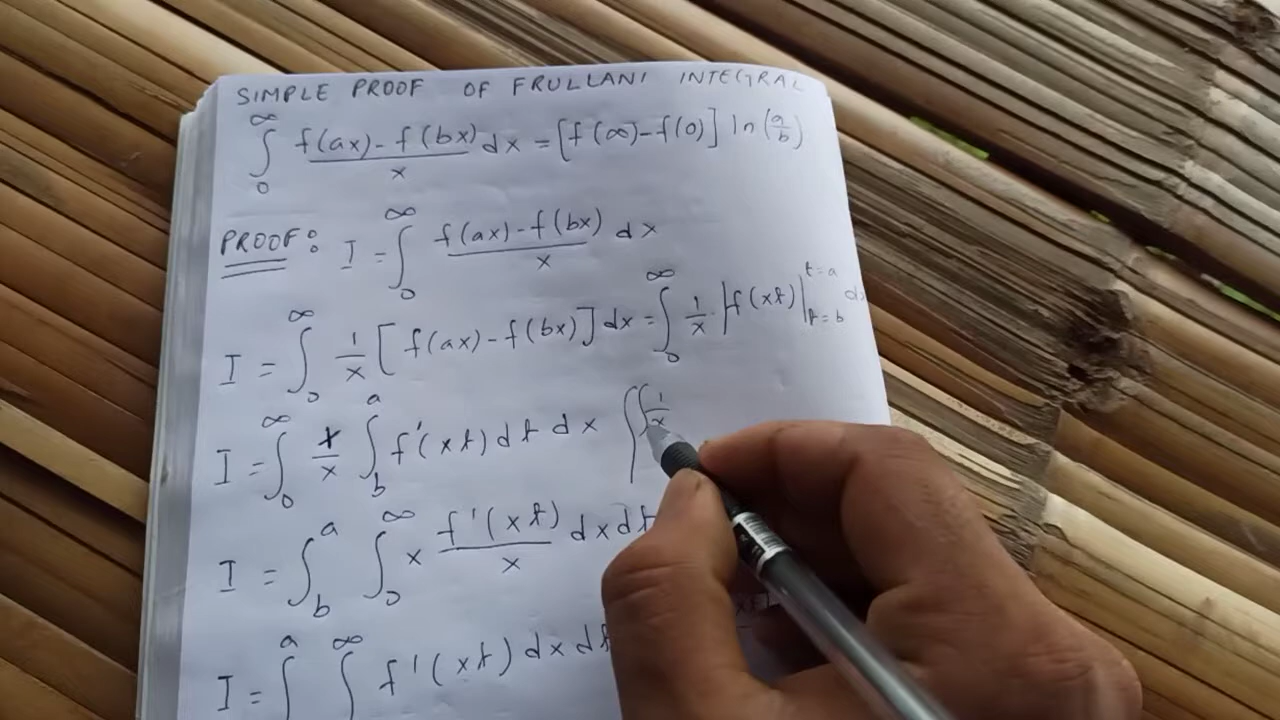 SIMPLE PROOF OF FRULLANI INTEGRAL
∫₀^∞ (f(ax)-f(bx))/x dx = [f(∞)-f(0)] ln(a/b)
PROOF: I = ∫₀^∞ (f(ax)-f(bx))/x dx
I = ∫₀^∞ 1/x [f(ax)-f(bx)] dx = ∫₀^∞ 1/x · |f(xt)|_{t=b}^{t=a} dx
I = ∫₀^∞ x/x ∫_b^a f'(xt) dt dx ∫∫ 1/x
I = ∫_b^a ∫₀^∞ x f'(xt)/x dx dt
I = ∫^a ∫^∞ f'(xt) dx dt